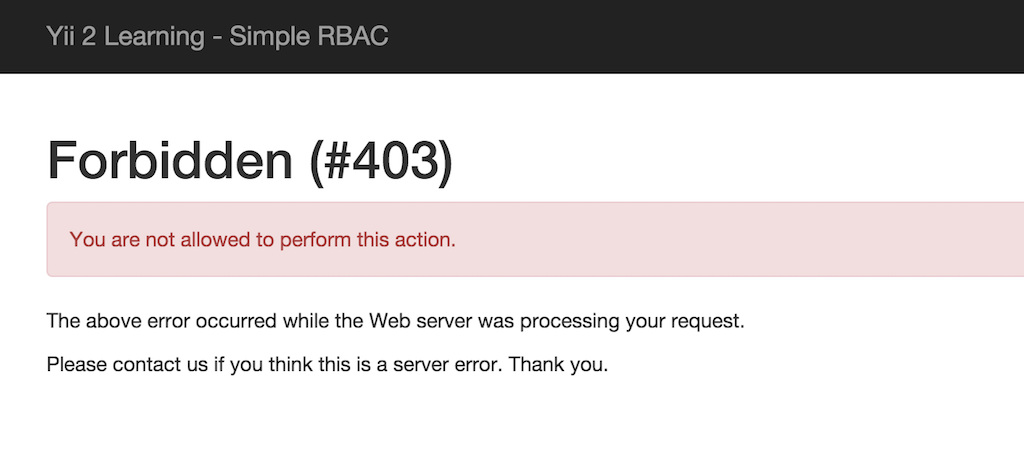 Yii 2 Learning - Simple RBAC
Forbidden (#403)
You are not allowed to perform this action.
The above error occurred while the Web server was processing your request.
Please contact us if you think this is a server error. Thank you.